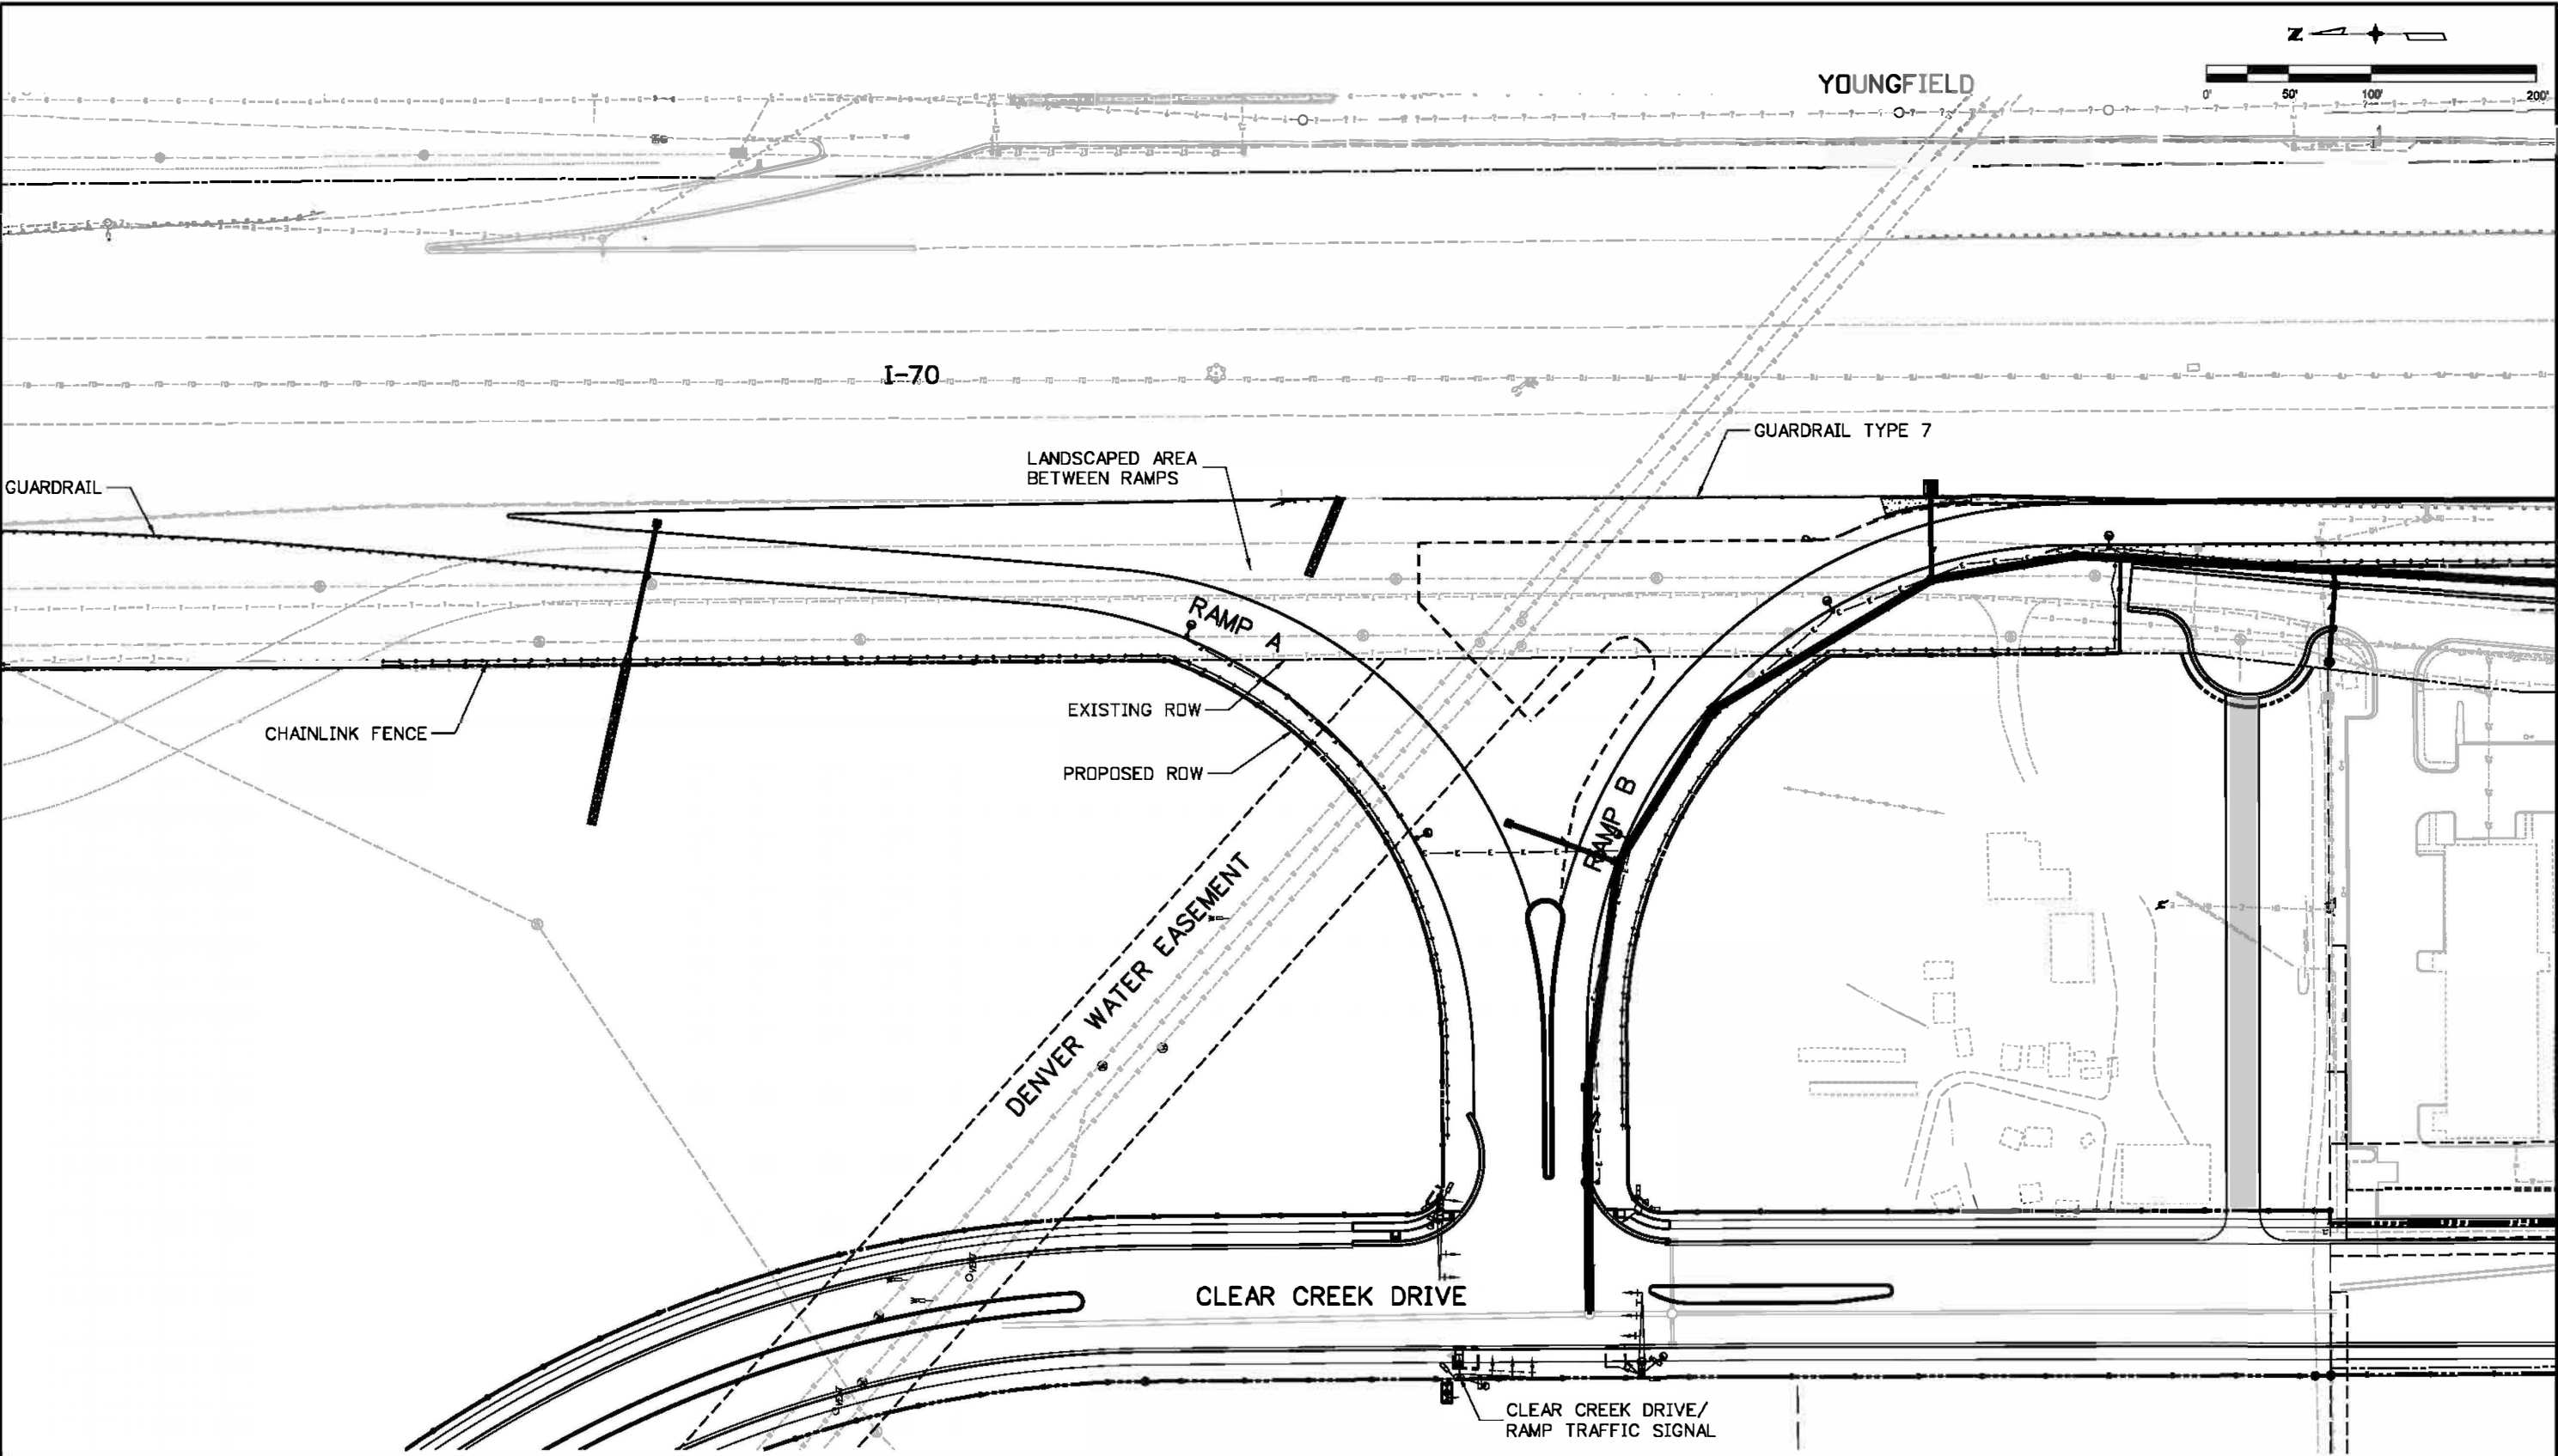 Z
YOUNGFIELD
0' 50' 100' 200'
I-70
GUARDRAIL TYPE 7
LANDSCAPED AREA
BETWEEN RAMPS
GUARDRAIL
RAMP A
EXISTING ROW
CHAINLINK FENCE
PROPOSED ROW
RAMP B
DENVER WATER EASEMENT
CLEAR CREEK DRIVE
CLEAR CREEK DRIVE/
RAMP TRAFFIC SIGNAL